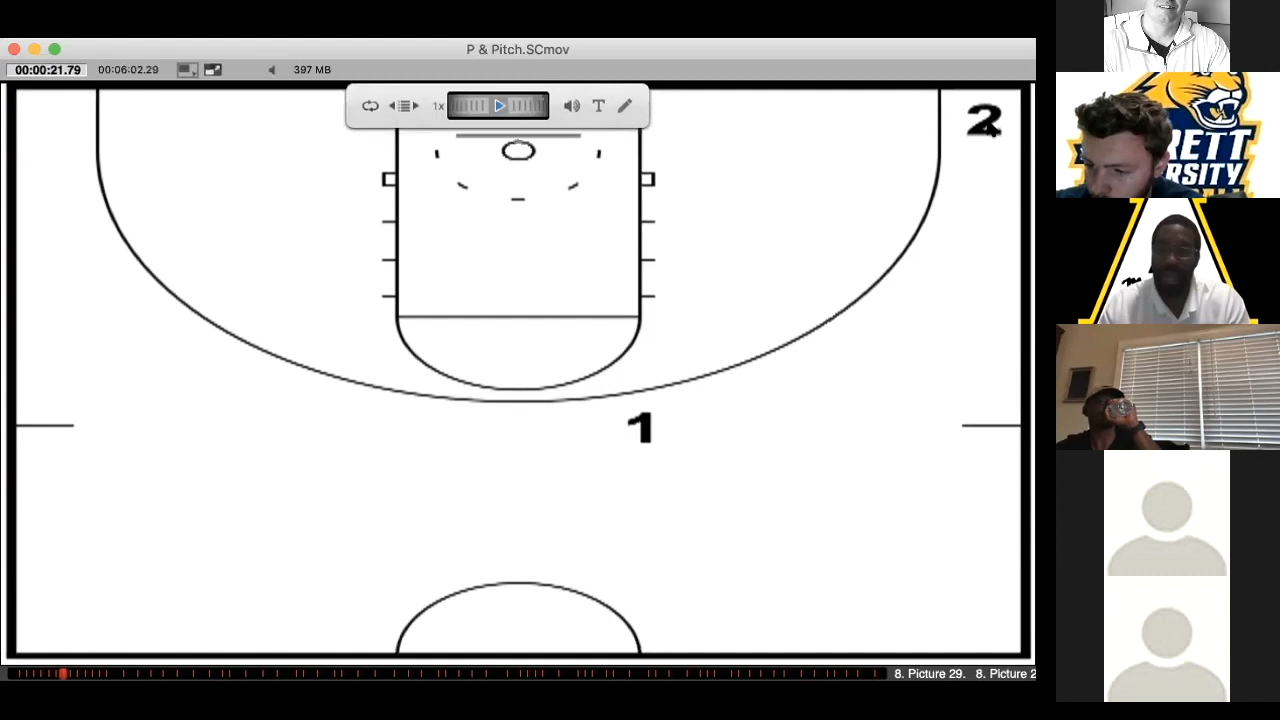 P & Pitch.SCmov
00:00:21.79 00:06:02.29 397 MB
1x T
2
1
8. Picture 29. 8. Picture 2
RETT
RSITY